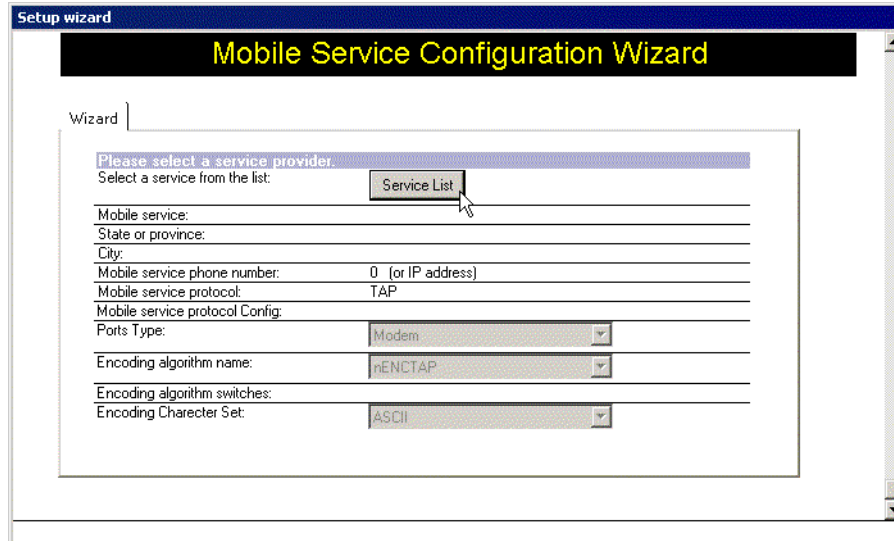 Setup wizard
Mobile Service Configuration Wizard
Wizard
Please select a service provider.
Select a service from the list: Service List
Mobile service:
State or province:
City:
Mobile service phone number: 0 (or IP address)
Mobile service protocol: TAP
Mobile service protocol Config:
Ports Type: Modem
Encoding algorithm name: nENCTAP
Encoding algorithm switches:
Encoding Charecter Set: ASCII